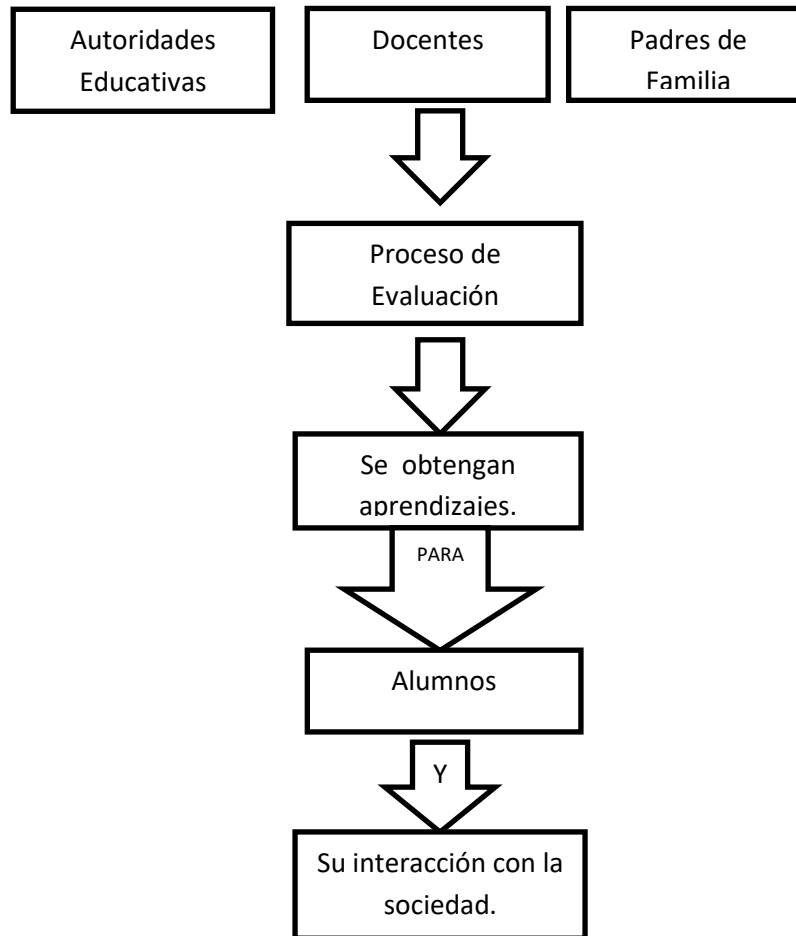 Autoridades
Educativas
Docentes
Padres de
Familia
Proceso de
Evaluación
Se obtengan
aprendizajes.
PARA
Alumnos
Y
Su interacción con la
sociedad.